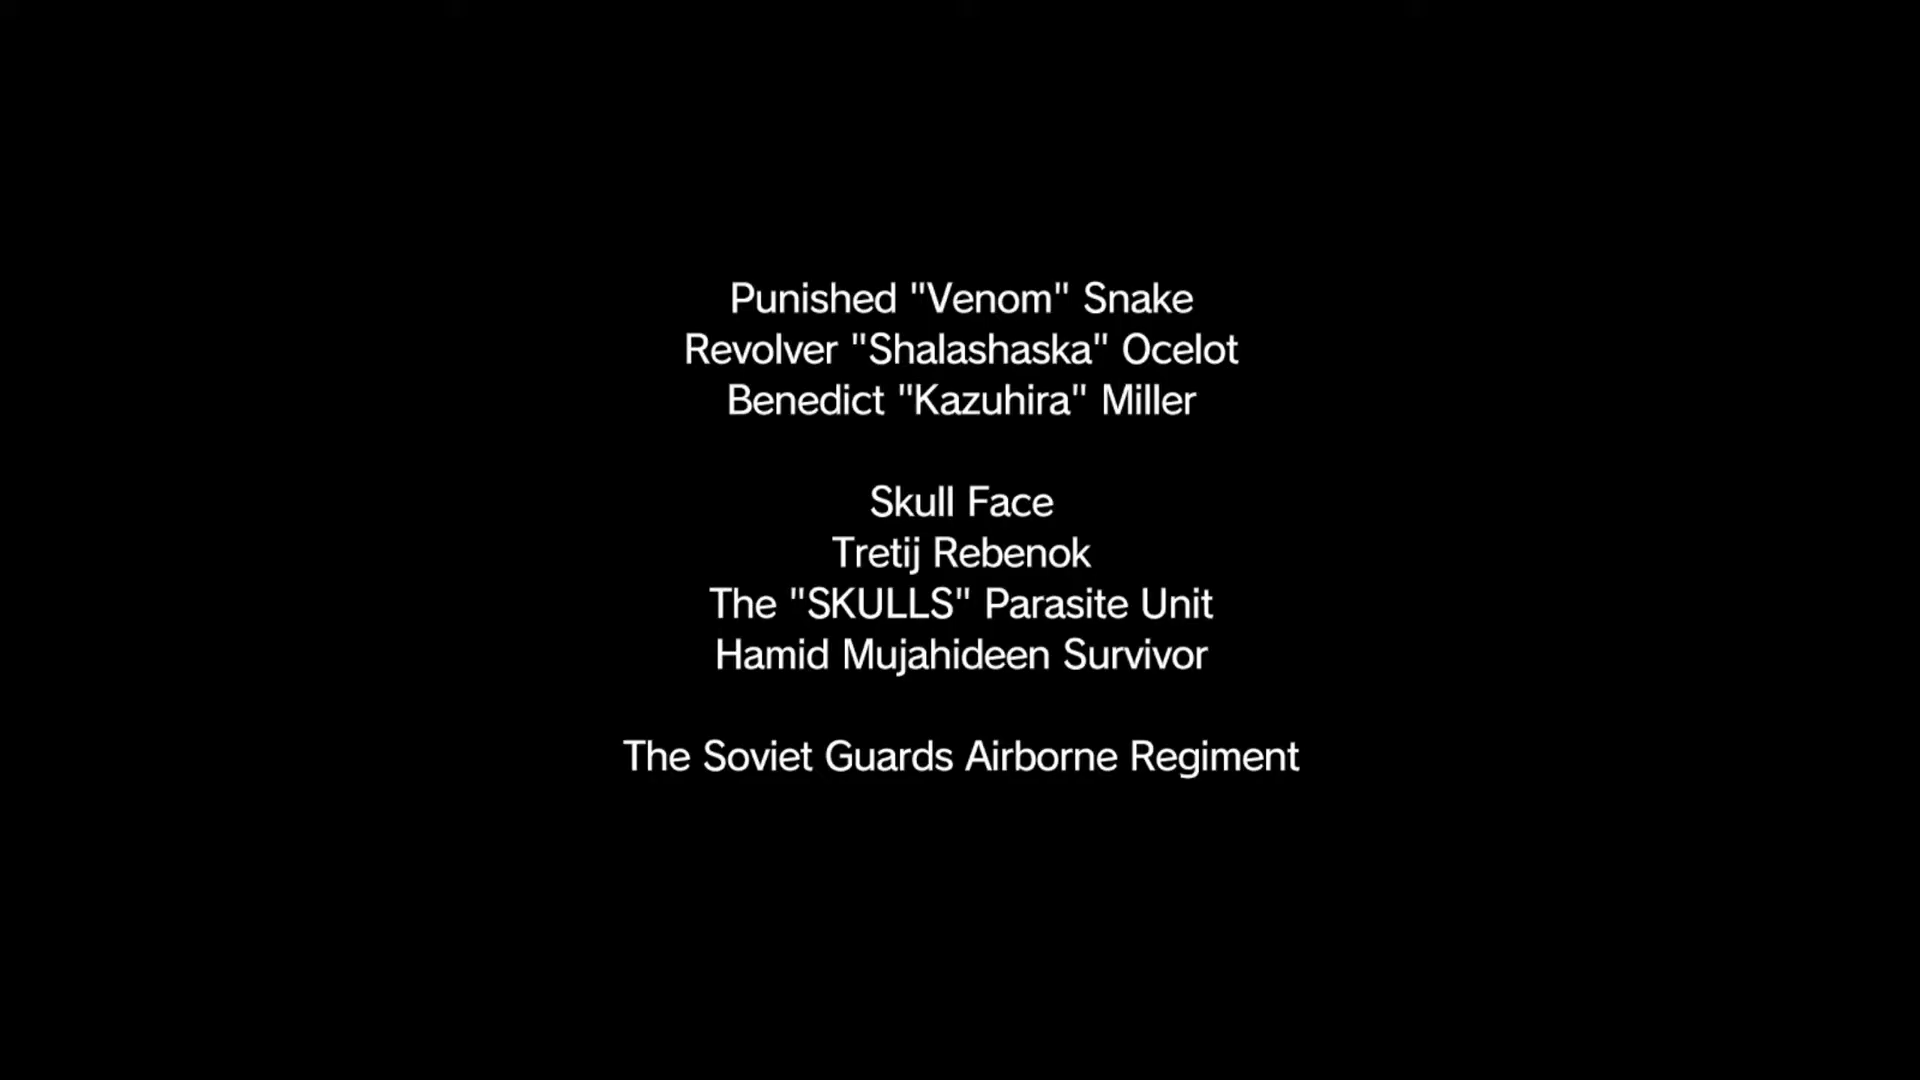 Punished "Venom" Snake
Revolver "Shalashaska" Ocelot
Benedict "Kazuhira" Miller
Skull Face
Tretij Rebenok
The "SKULLS" Parasite Unit
Hamid Mujahideen Survivor
The Soviet Guards Airborne Regiment